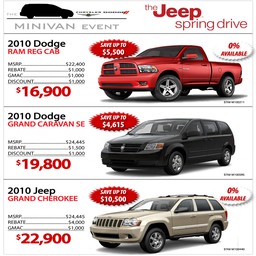 THE
MINIVAN EVENT
the Jeep
spring drive
2010 Dodge
RAM REG CAB
MSRP $22,400
REBATE $1,000
GMAC $1,000
DISCOUNT $1,000
$16,900
SAVE UP TO
$5,500
0%
AVAILABLE
2010 Dodge
GRAND CARAVAN SE
MSRP $24,445
REBATE $1,500
GMAC $1,000
DISCOUNT $1,000
$19,800
SAVE UP TO
$4,615
2010 Jeep
GRAND CHEROKEE
MSRP $24,445
REBATE $4,000
GMAC $1,000
$22,900
SAVE UP TO
$10,500
0%
AVAILABLE